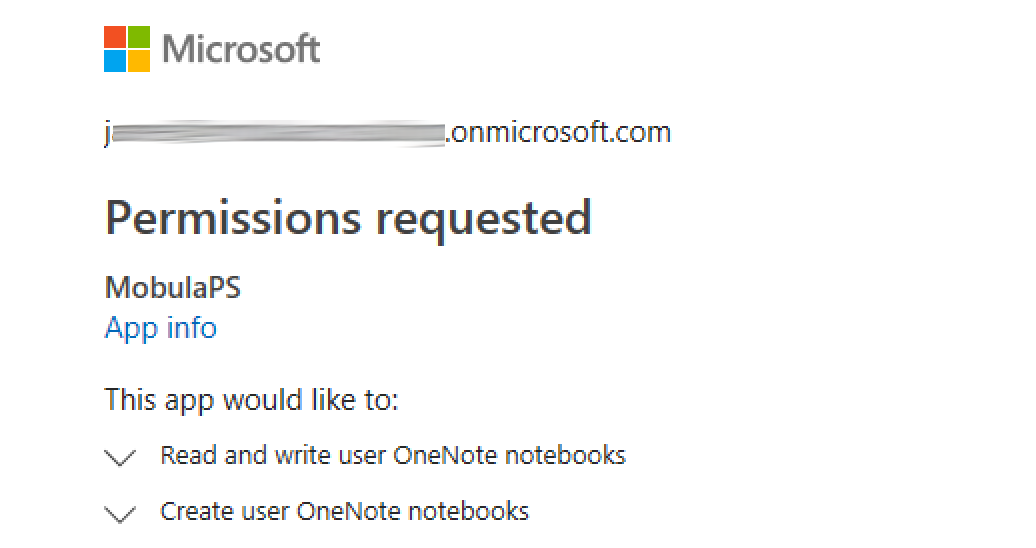 Microsoft
.onmicrosoft.com
Permissions requested
MobulaPS
App info
This app would like to:
Read and write user OneNote notebooks
Create user OneNote notebooks